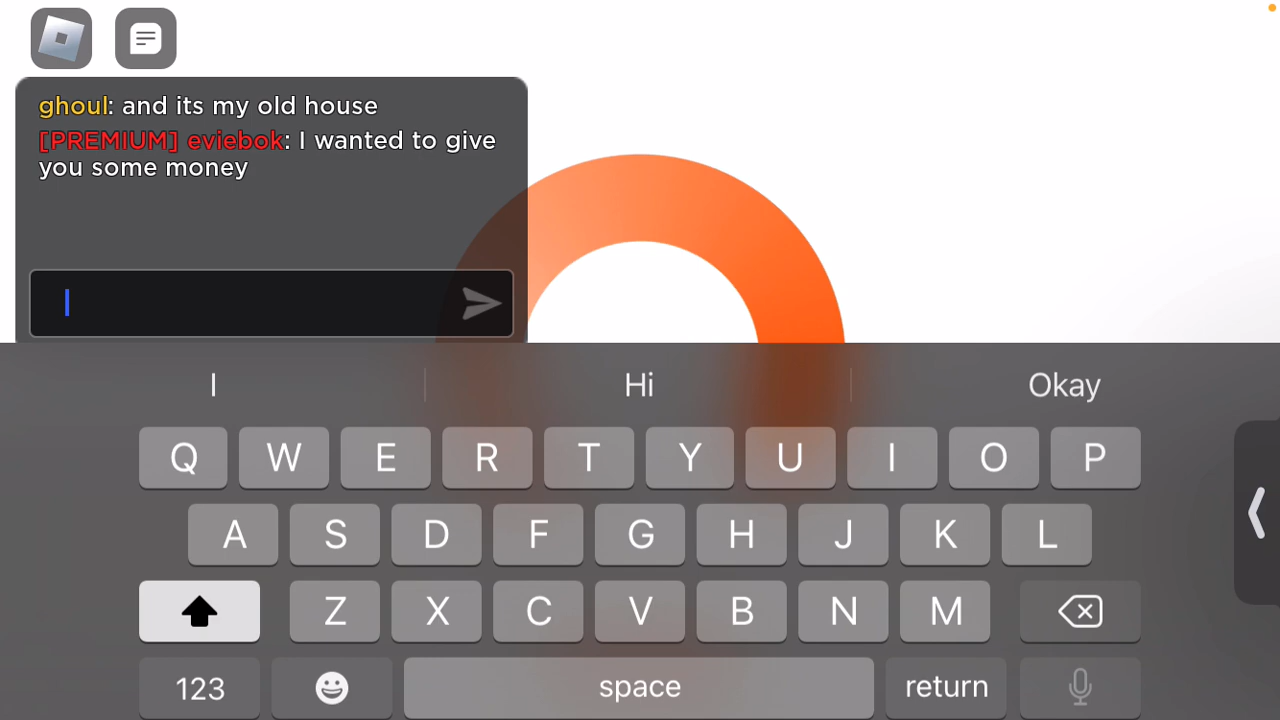 ghoul: and its my old house
[PREMIUM] eviebok: I wanted to give
you some money
I Hi Okay
Q W E R T Y U I O P
A S D F G H J K L
Z X C V B N M
123 space return